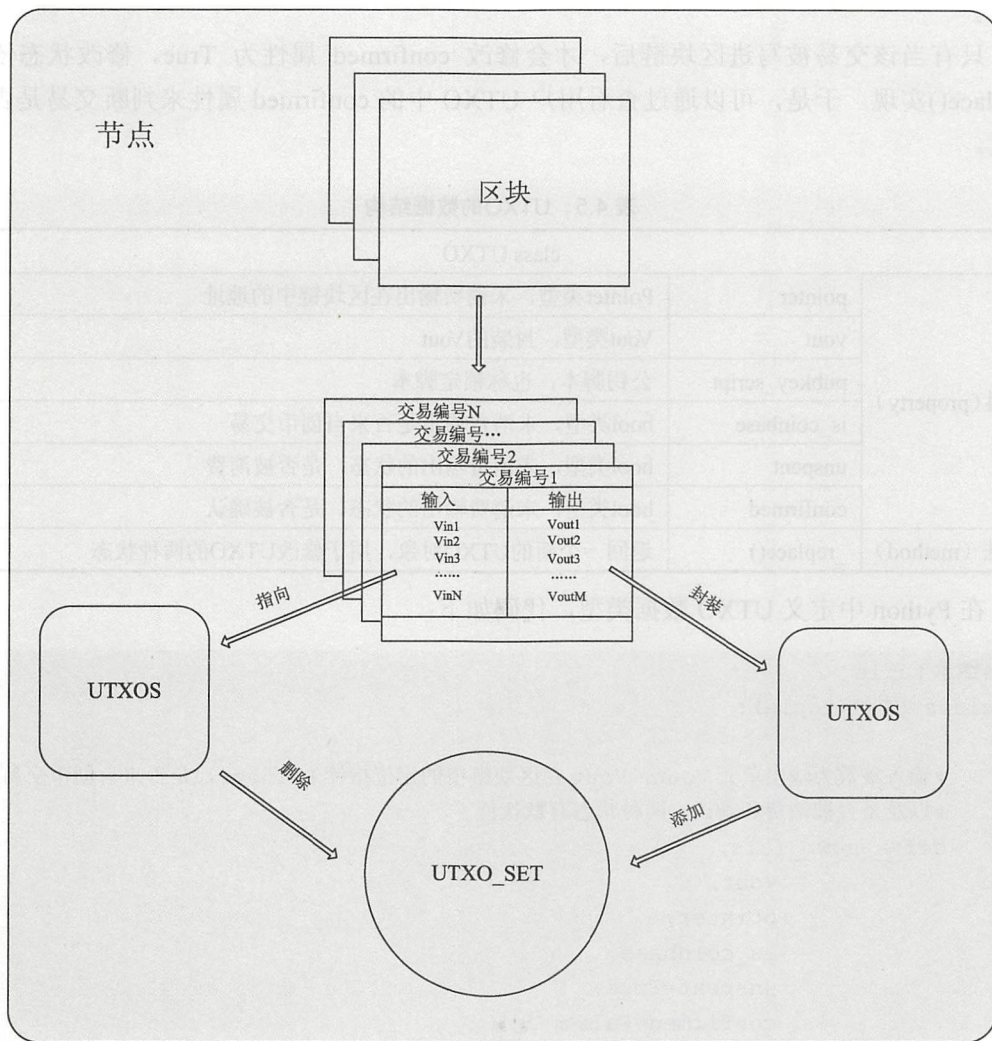 节点
区块
交易编号N
交易编号…
交易编号2
交易编号1
输入 输出
Vin1 Vout1
Vin2 Vout2
Vin3 Vout3
…… ……
VinN VoutM
指向
封装
UTXOS
UTXOS
删除
添加
UTXO_SET